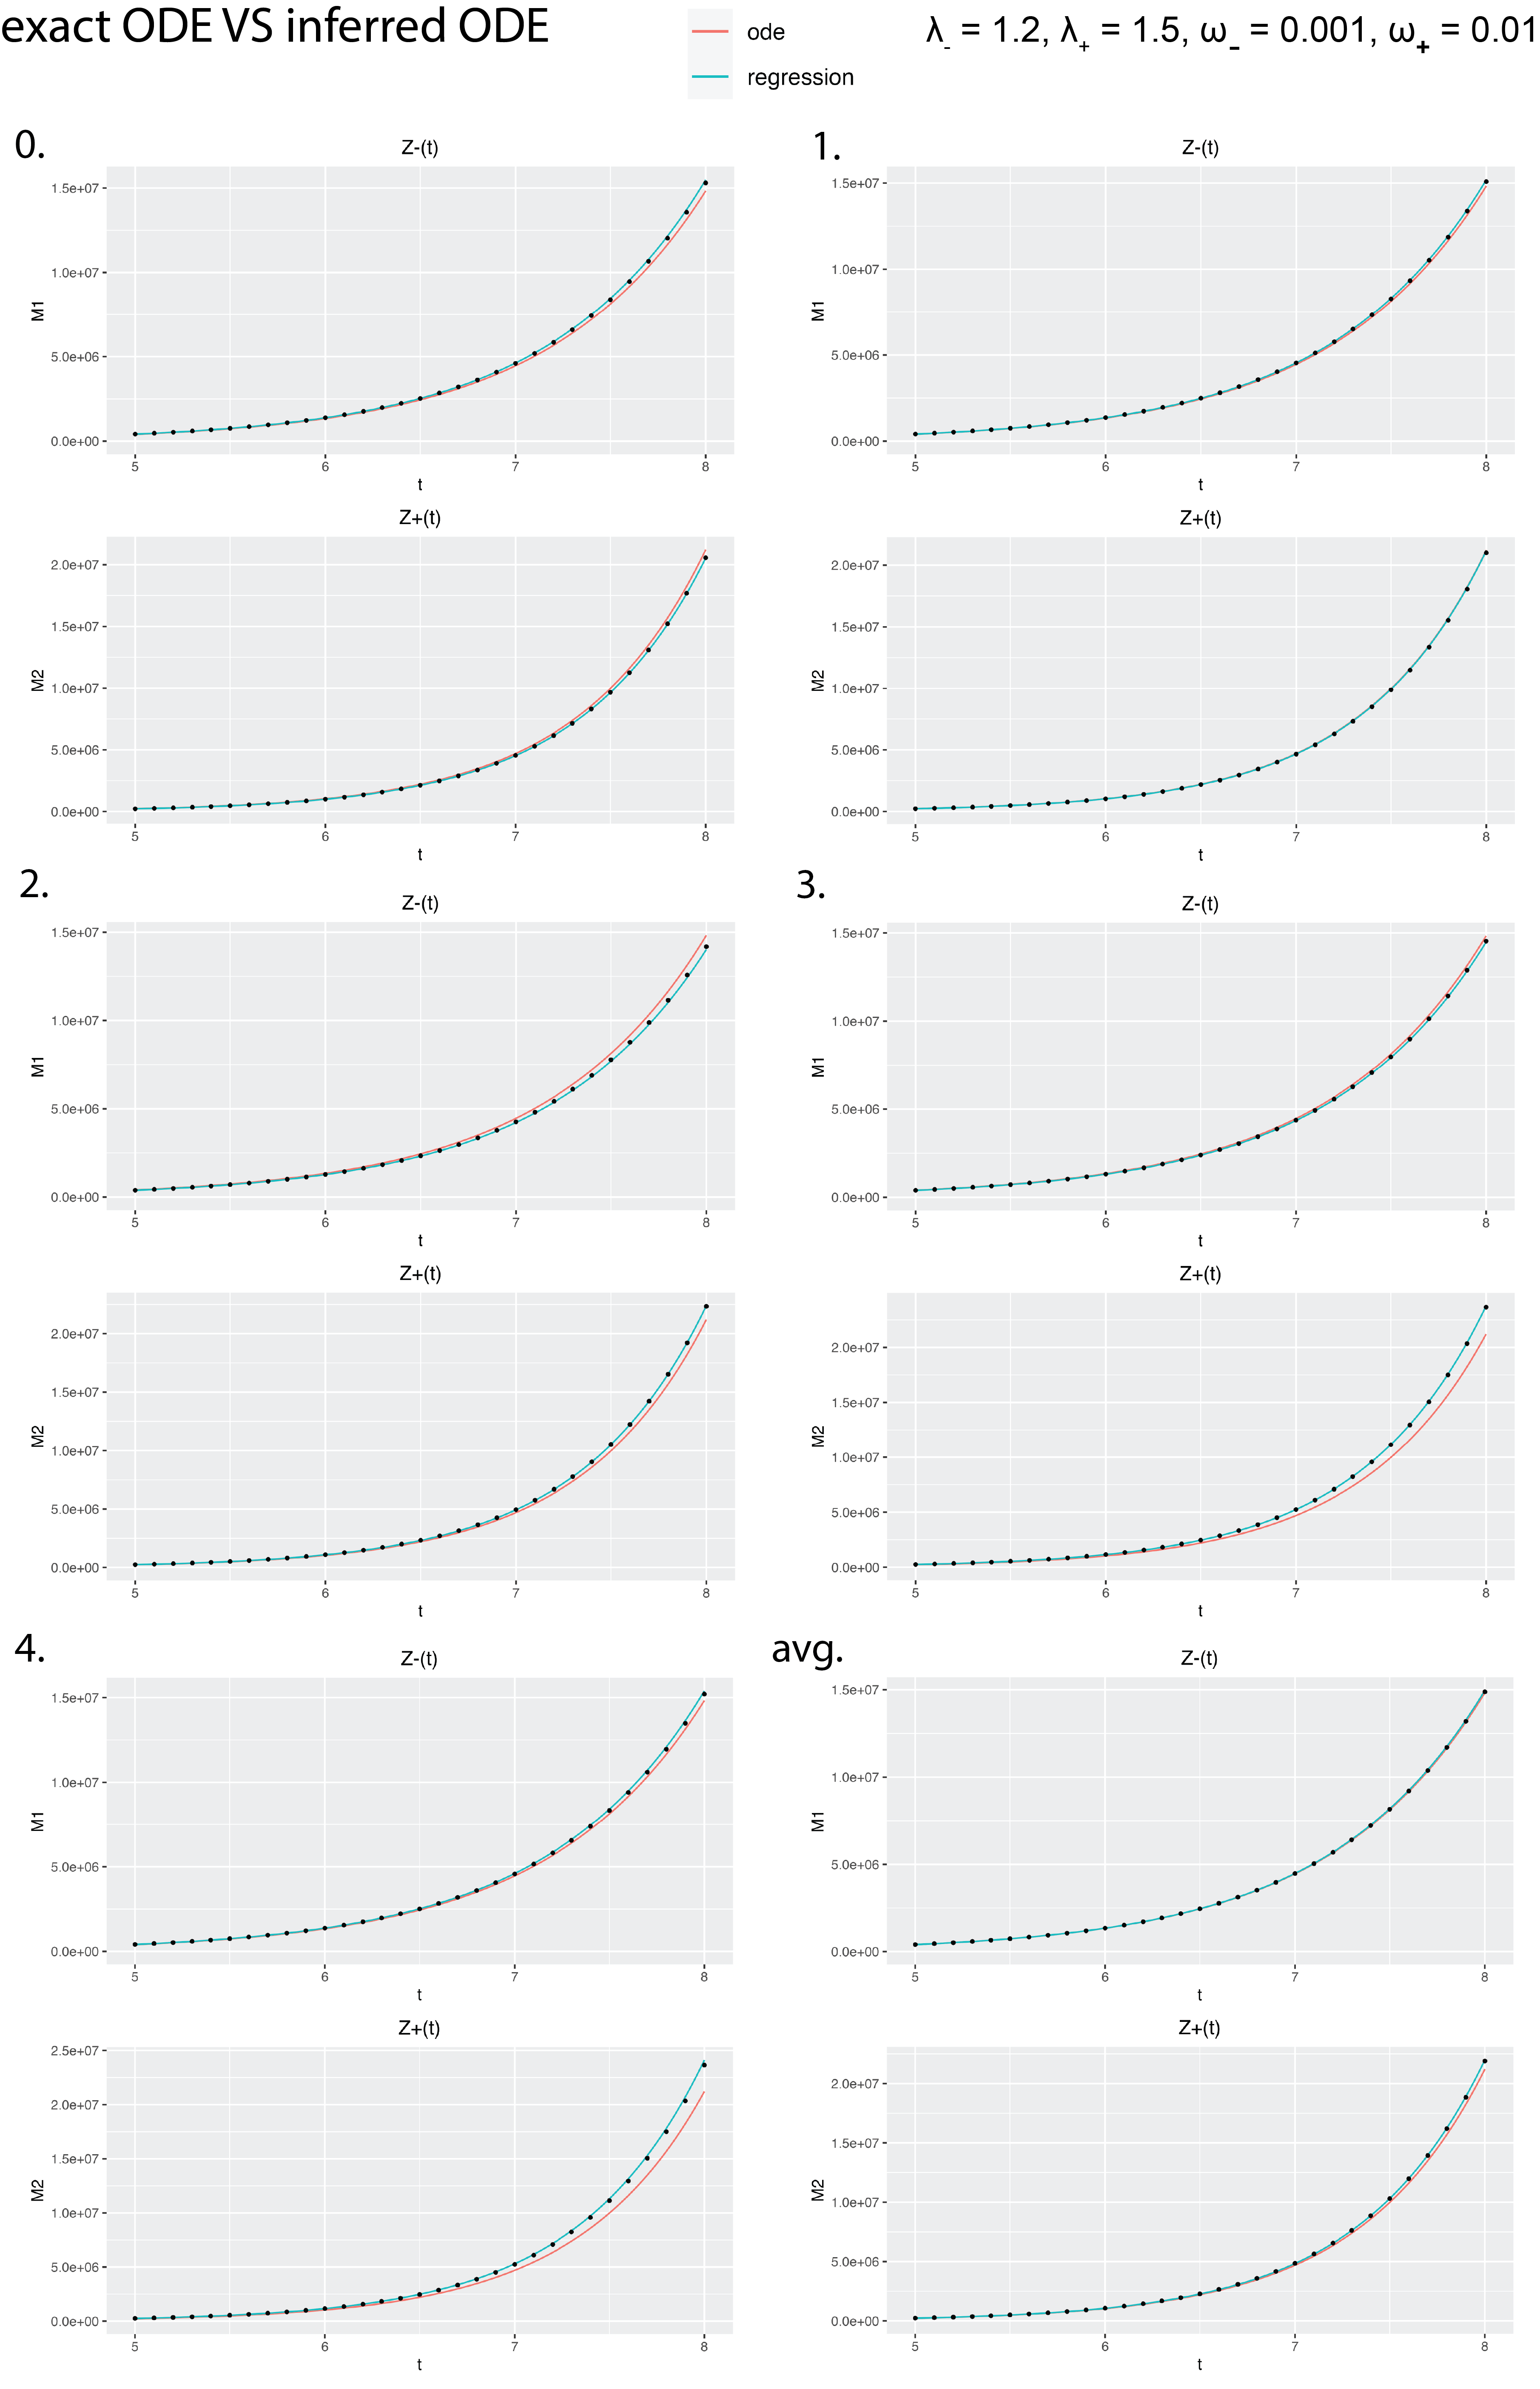 exact ODE VS inferred ODE
ode
regression
λ- = 1.2, λ+ = 1.5, ω- = 0.001, ω+ = 0.01
0.
Z-(t)
1.5e+07
1.0e+07
5.0e+06
0.0e+00
M1
5 6 7 8
t
Z+(t)
2.0e+07
1.5e+07
1.0e+07
5.0e+06
0.0e+00
M2
5 6 7 8
t
1.
Z-(t)
1.5e+07
1.0e+07
5.0e+06
0.0e+00
M1
5 6 7 8
t
Z+(t)
2.0e+07
1.5e+07
1.0e+07
5.0e+06
0.0e+00
M2
5 6 7 8
t
2.
Z-(t)
1.5e+07
1.0e+07
5.0e+06
0.0e+00
M1
5 6 7 8
t
Z+(t)
2.0e+07
1.5e+07
1.0e+07
5.0e+06
0.0e+00
M2
5 6 7 8
t
3.
Z-(t)
1.5e+07
1.0e+07
5.0e+06
0.0e+00
M1
5 6 7 8
t
Z+(t)
2.0e+07
1.5e+07
1.0e+07
5.0e+06
0.0e+00
M2
5 6 7 8
t
4.
Z-(t)
1.5e+07
1.0e+07
5.0e+06
0.0e+00
M1
5 6 7 8
t
Z+(t)
2.5e+07
2.0e+07
1.5e+07
1.0e+07
5.0e+06
0.0e+00
M2
5 6 7 8
t
avg.
Z-(t)
1.5e+07
1.0e+07
5.0e+06
0.0e+00
M1
5 6 7 8
t
Z+(t)
2.0e+07
1.5e+07
1.0e+07
5.0e+06
0.0e+00
M2
5 6 7 8
t